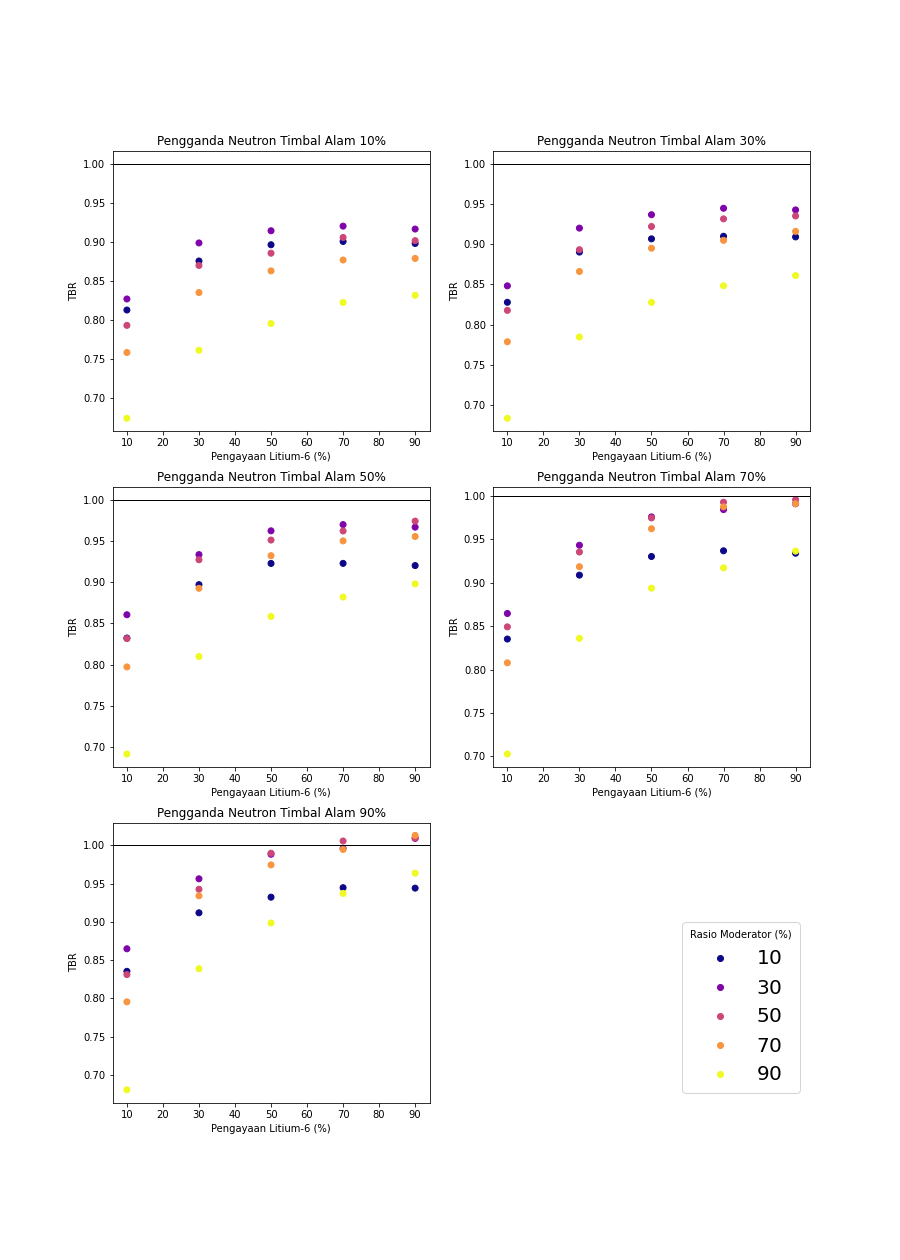 Pengganda Neutron Timbal Alam 10%
1.00
0.95
0.90
0.85
0.80
0.75
0.70
TBR
10 20 30 40 50 60 70 80 90
Pengayaan Litium-6 (%)
Pengganda Neutron Timbal Alam 30%
1.00
0.95
0.90
0.85
0.80
0.75
0.70
TBR
10 20 30 40 50 60 70 80 90
Pengayaan Litium-6 (%)
Pengganda Neutron Timbal Alam 50%
1.00
0.95
0.90
0.85
0.80
0.75
0.70
TBR
10 20 30 40 50 60 70 80 90
Pengayaan Litium-6 (%)
Pengganda Neutron Timbal Alam 70%
1.00
0.95
0.90
0.85
0.80
0.75
0.70
TBR
10 20 30 40 50 60 70 80 90
Pengayaan Litium-6 (%)
Pengganda Neutron Timbal Alam 90%
1.00
0.95
0.90
0.85
0.80
0.75
0.70
TBR
10 20 30 40 50 60 70 80 90
Pengayaan Litium-6 (%)
Rasio Moderator (%)
10
30
50
70
90